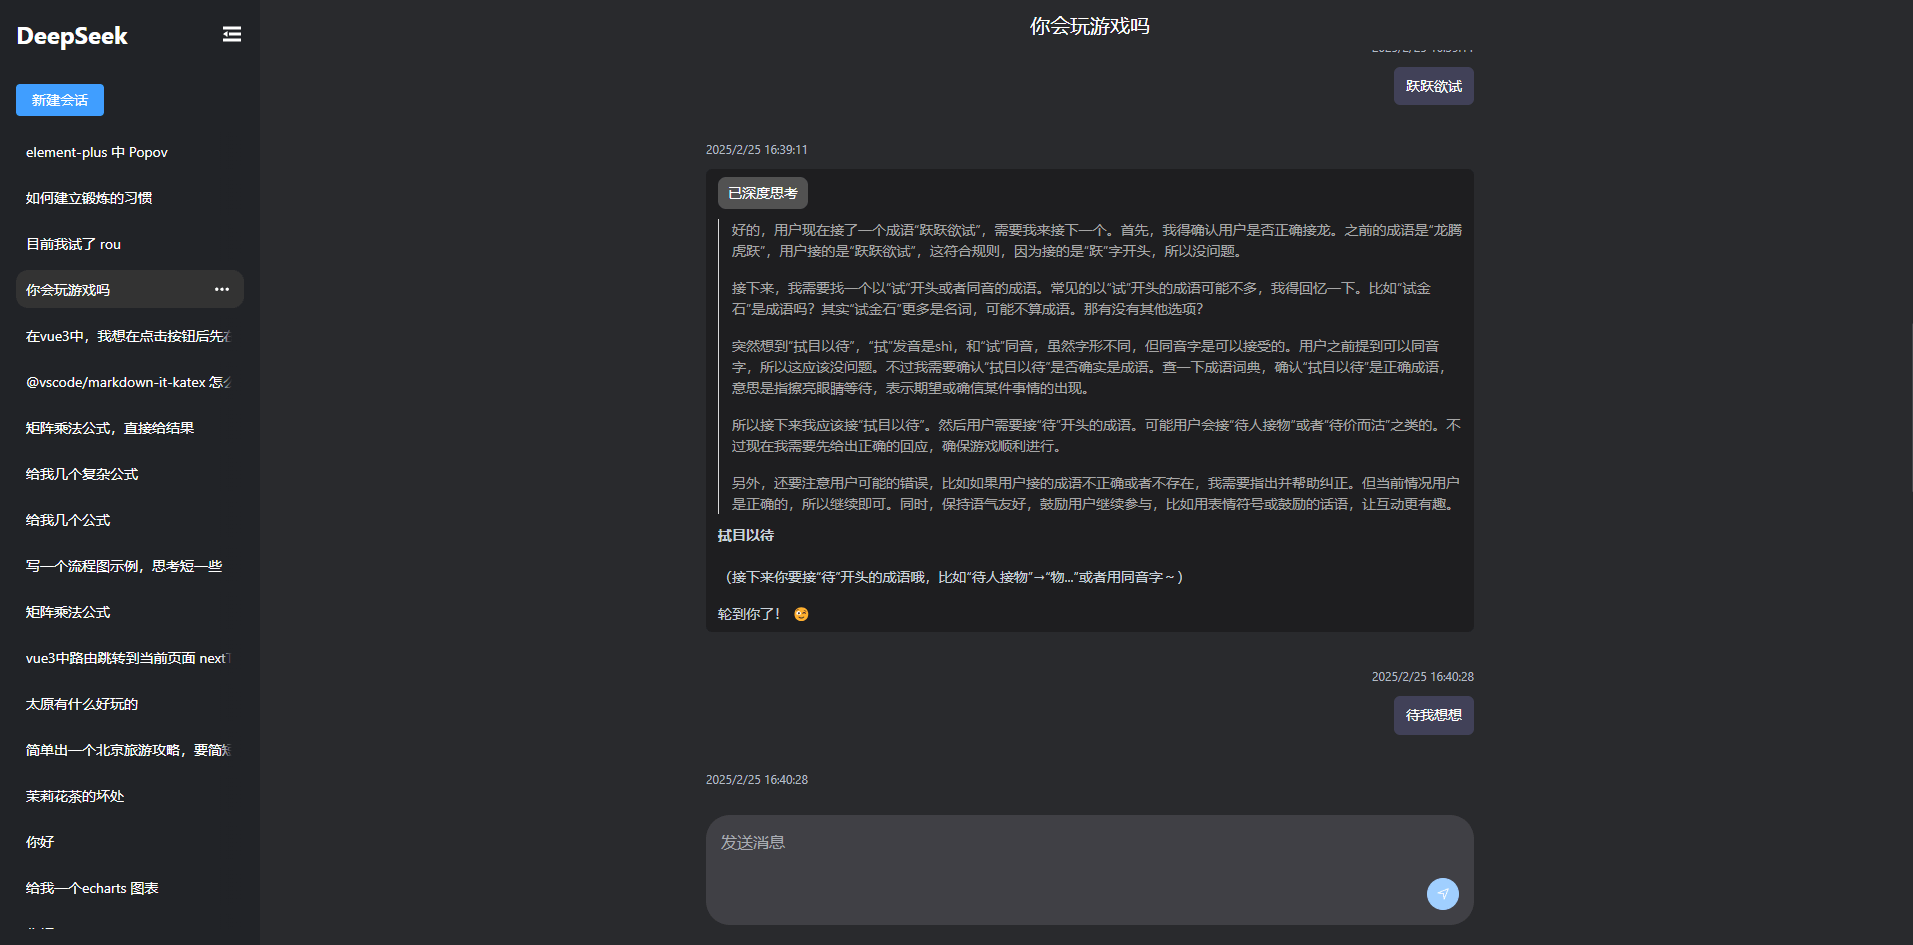 DeepSeek
新建会话
element-plus 中 Popov
如何建立锻炼的习惯
目前我试了 rou
你会玩游戏吗
在vue3中，我想在点击按钮后先在
@vscode/markdown-it-katex 怎么
矩阵乘法公式，直接给结果
给我几个复杂公式
给我几个公式
写一个流程图示例，思考短一些
矩阵乘法公式
vue3中路由跳转到当前页面 nextT
太原有什么好玩的
简单出一个北京旅游攻略，要简短
茉莉花茶的坏处
你好
给我一个echarts 图表
你会玩游戏吗
跃跃欲试
2025/2/25 16:39:11
已深度思考
好的，用户现在接了一个成语"跃跃欲试"，需要我来接下一个。首先，我得确认用户是否正确接龙。之前的成语是"龙腾
虎跃"，用户接的是"跃跃欲试"，这符合规则，因为接的是"跃"字开头，所以没问题。
接下来，我需要找一个以"试"开头或者同音的成语。常见的以"试"开头的成语可能不多，我得回忆一下。比如"试金
石"是成语吗？其实"试金石"更多是名词，可能不算成语。那有没有其他选项？
突然想到"拭目以待"，"拭"发音是shì，和"试"同音，虽然字形不同，但同音字是可以接受的。用户之前提到可以同音
字，所以这应该没问题。不过我需要确认"拭目以待"是否确实是成语。查一下成语词典，确认"拭目以待"是正确成语，
意思是指擦亮眼睛等待，表示期望或确信某件事情的出现。
所以接下来我应该接"拭目以待"。然后用户需要接"待"开头的成语。可能用户会接"待人接物"或者"待价而沽"之类的。不
过现在我需要先给出正确的回应，确保游戏顺利进行。
另外，还要注意用户可能的错误，比如如果用户接的成语不正确或者不存在，我需要指出并帮助纠正。但当前情况用户
是正确的，所以继续即可。同时，保持语气友好，鼓励用户继续参与，比如用表情符号或鼓励的话语，让互动更有趣。
拭目以待
（接下来你要接"待"开头的成语哦，比如"待人接物"→"物…"或者用同音字～）
轮到你了！ 😊
2025/2/25 16:40:28
待我想想
2025/2/25 16:40:28
发送消息